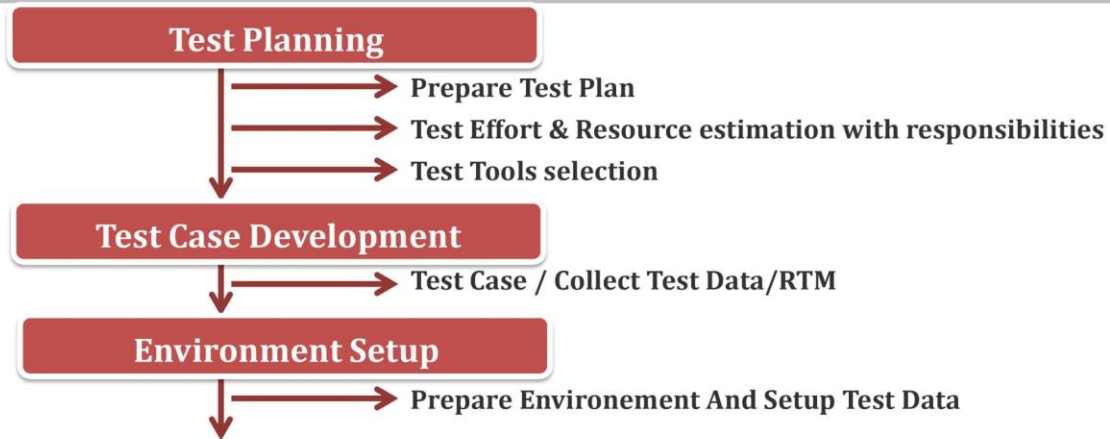 Test Planning
Prepare Test Plan
Test Effort & Resource estimation with responsibilities
Test Tools selection
Test Case Development
Test Case / Collect Test Data/RTM
Environment Setup
Prepare Environement And Setup Test Data